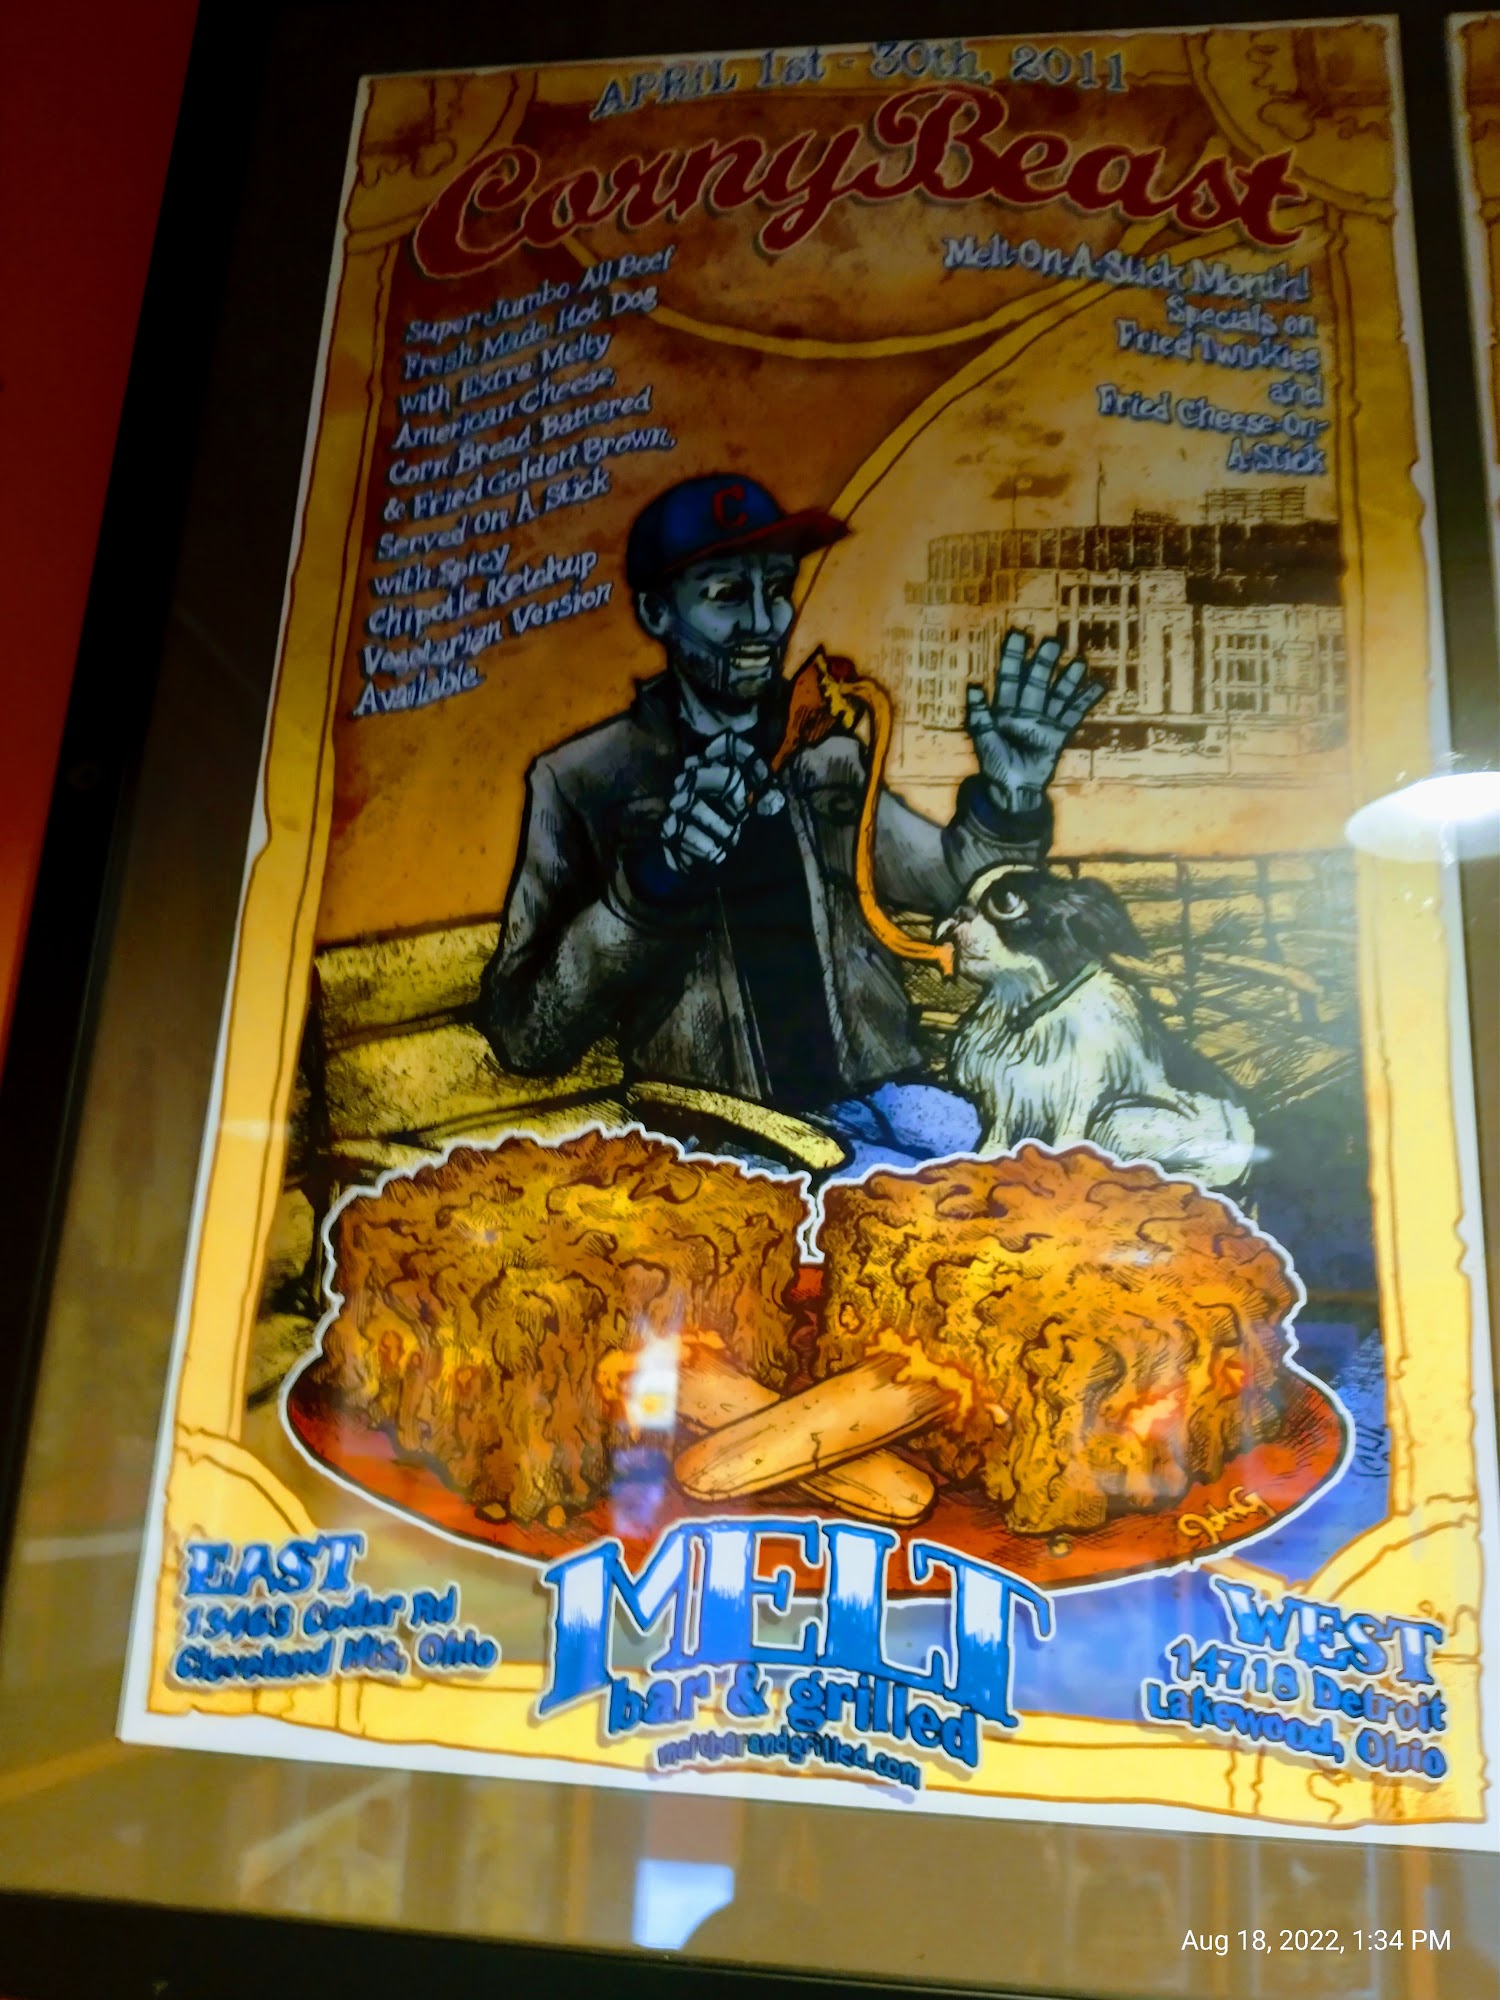 APRIL 1st - 30th, 2011
Corny Beast
Super Jumbo All Beef
Fresh Made Hot Dog
with Extra Melty
American Cheese,
Corn Bread Battered
& Fried Golden Brown,
Served On A Stick
with Spicy
Chipotle Ketchup
Vegetarian Version
Available
Melt-On-A-Stick Month!
Specials on
Fried Twinkies
and
Fried Cheese-On-
A-Stick
C
JohnG
EAST
13463 Cedar Rd
Cleveland Hts, Ohio
MELT
bar & grilled
meltbarandgrilled.com
WEST
14718 Detroit
Lakewood, Ohio
Aug 18, 2022, 1:34 PM